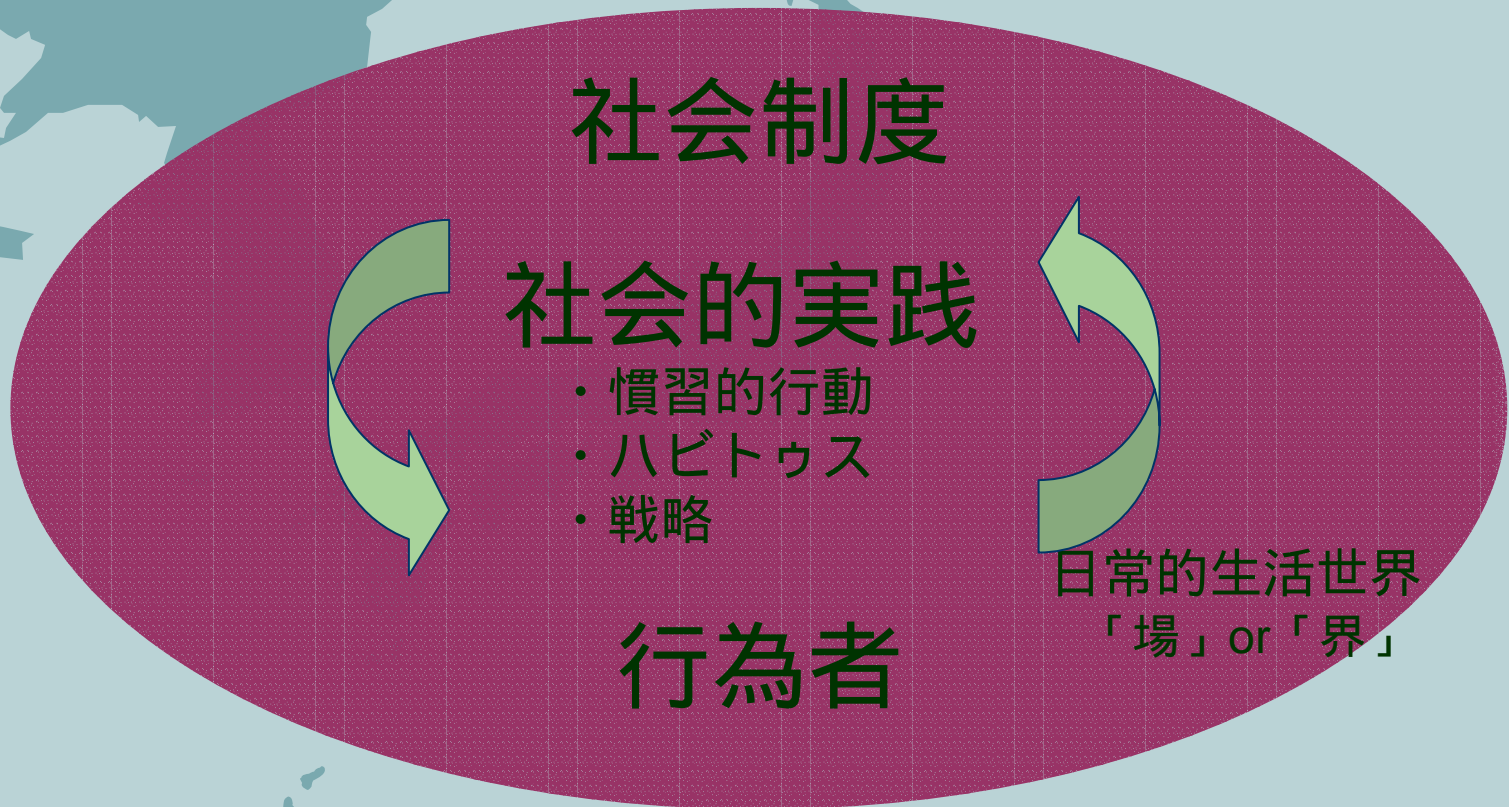 社会制度
社会的実践
・慣習的行動
・ハビトゥス
・戦略
日常的生活世界
「場」or「界」
行為者